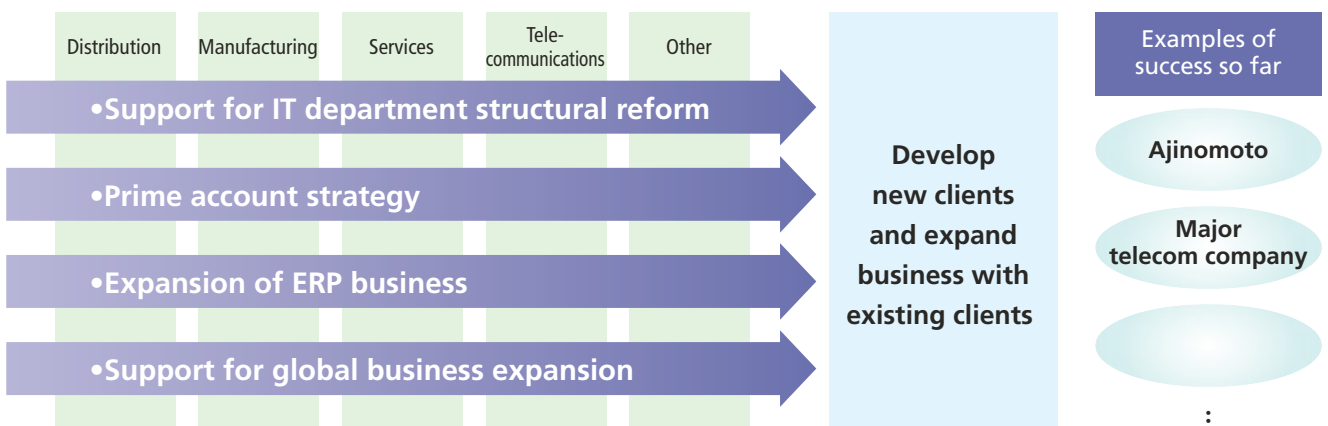 Distribution
Manufacturing
Services
Tele-
communications
Other
•Support for IT department structural reform
•Prime account strategy
•Expansion of ERP business
•Support for global business expansion
Develop
new clients
and expand
business with
existing clients
Examples of
success so far
Ajinomoto
Major
telecom company
: